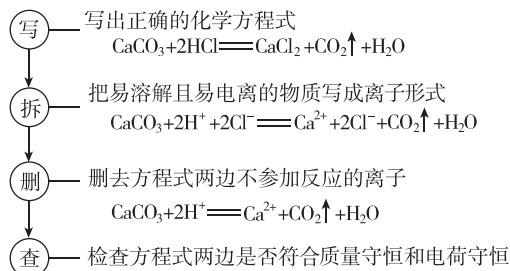 写 写出正确的化学方程式
CaCO₃+2HCl══CaCl₂+CO₂↑+H₂O
拆 把易溶解且易电离的物质写成离子形式
CaCO₃+2H⁺+2Cl⁻══Ca²⁺+2Cl⁻+CO₂↑+H₂O
删 删去方程式两边不参加反应的离子
CaCO₃+2H⁺══Ca²⁺+CO₂↑+H₂O
查 检查方程式两边是否符合质量守恒和电荷守恒